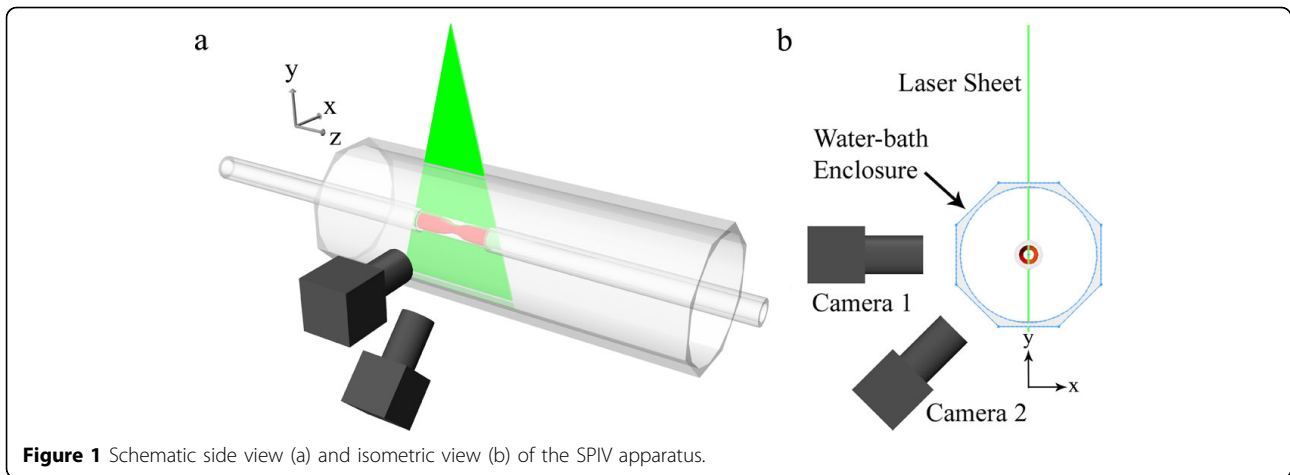 a
y
x
z
b
Laser Sheet
Water-bath
Enclosure
Camera 1
Camera 2
y
x
Figure 1 Schematic side view (a) and isometric view (b) of the SPIV apparatus.